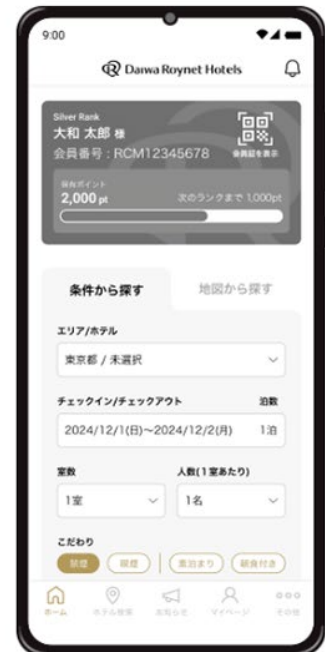 9:00
Daiwa Roynet Hotels
Silver Rank
大和 太郎 様
会員番号 : RCM12345678
会員証を表示
保有ポイント
2,000 pt
次のランクまで 1,000pt
条件から探す
地図から探す
エリア/ホテル
東京都 / 未選択
チェックイン/チェックアウト
泊数
2024/12/1(日)~2024/12/2(月)
1泊
室数
人数(1室あたり)
1室
1名
こだわり
禁煙
喫煙
素泊まり
朝食付き
ホーム
ホテル検索
お知らせ
マイページ
その他